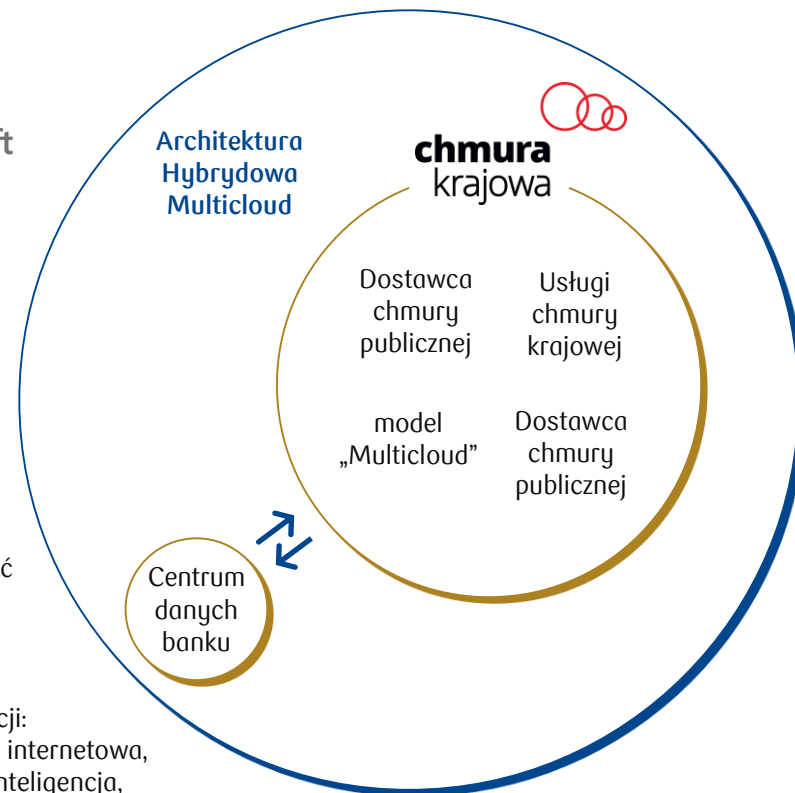 ft
Architektura
Hybrydowa
Multicloud
chmura
krajowa
Dostawca
chmury
publicznej
Usługi
chmury
krajowej
model
„Multicloud”
Dostawca
chmury
publicznej
ć
Centrum
danych
banku
cji:
internetowa,
nteligencja,